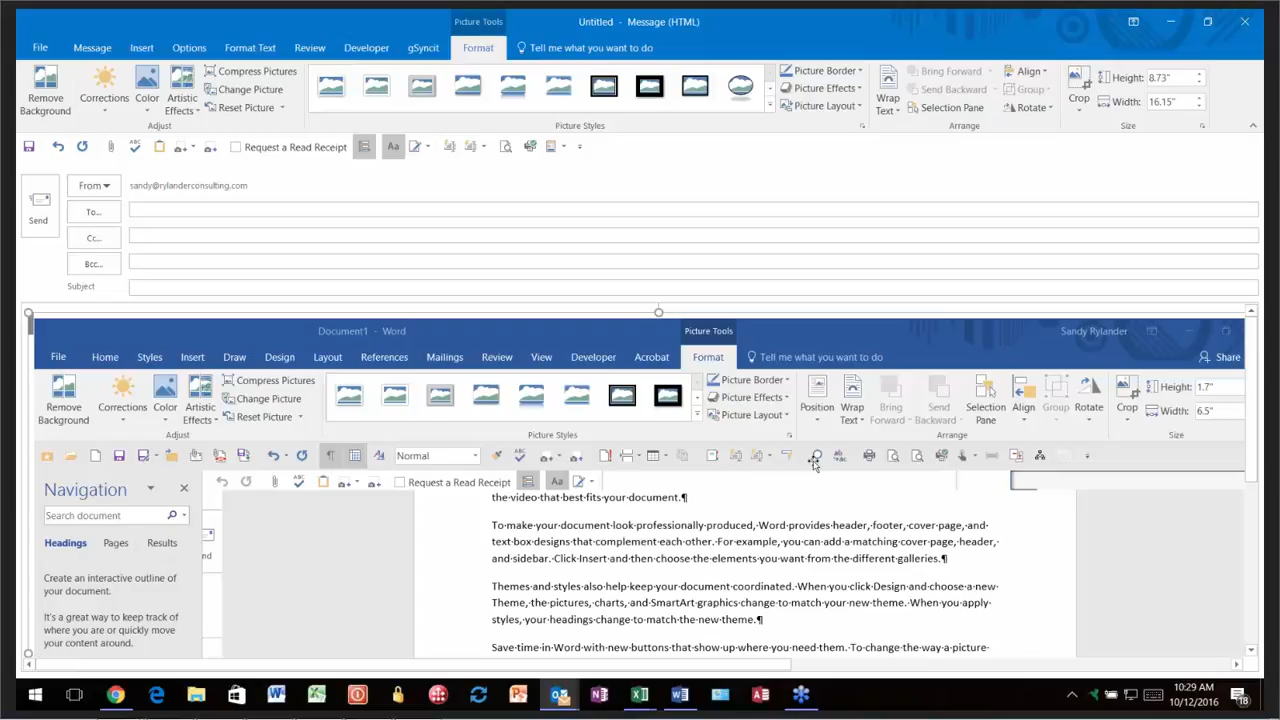 Picture Tools
Untitled - Message (HTML)
File Message Insert Options Format Text Review Developer gSyncit Format Tell me what you want to do
Remove Background
Corrections
Color
Artistic Effects
Compress Pictures
Change Picture
Reset Picture
Adjust
Picture Styles
Picture Border
Picture Effects
Picture Layout
Wrap Text
Bring Forward
Send Backward
Selection Pane
Align
Group
Rotate
Arrange
Crop
Height: 8.73"
Width: 16.15"
Size
ABC
Request a Read Receipt
Aa
Send
From
sandy@rylanderconsulting.com
To...
Cc...
Bcc...
Subject
Document1 - Word
Picture Tools
Sandy Rylander
File Home Styles Insert Draw Design Layout References Mailings Review View Developer Acrobat Format Tell me what you want to do
Share
Remove Background
Corrections
Color
Artistic Effects
Compress Pictures
Change Picture
Reset Picture
Adjust
Picture Styles
Picture Border
Picture Effects
Picture Layout
Position
Wrap Text
Bring Forward
Send Backward
Selection Pane
Align
Group
Rotate
Arrange
Crop
Height: 1.7"
Width: 6.5"
Size
Normal
ABC
Navigation
Search document
Headings Pages Results
Create an interactive outline of
your document.
It's a great way to keep track of
where you are or quickly move
your content around.
ABC
Request a Read Receipt
Aa
nd
the·video·that·best·fits·your·document.¶
To·make·your·document·look·professionally·produced,·Word·provides·header,·footer,·cover·page,·and·
text·box·designs·that·complement·each·other.·For·example,·you·can·add·a·matching·cover·page,·header,·
and·sidebar.·Click·Insert·and·then·choose·the·elements·you·want·from·the·different·galleries.¶
Themes·and·styles·also·help·keep·your·document·coordinated.·When·you·click·Design·and·choose·a·new·
Theme,·the·pictures,·charts,·and·SmartArt·graphics·change·to·match·your·new·theme.·When·you·apply·
styles,·your·headings·change·to·match·the·new·theme.¶
Save·time·in·Word·with·new·buttons·that·show·up·where·you·need·them.·To·change·the·way·a·picture·
10:29 AM
10/12/2016
18